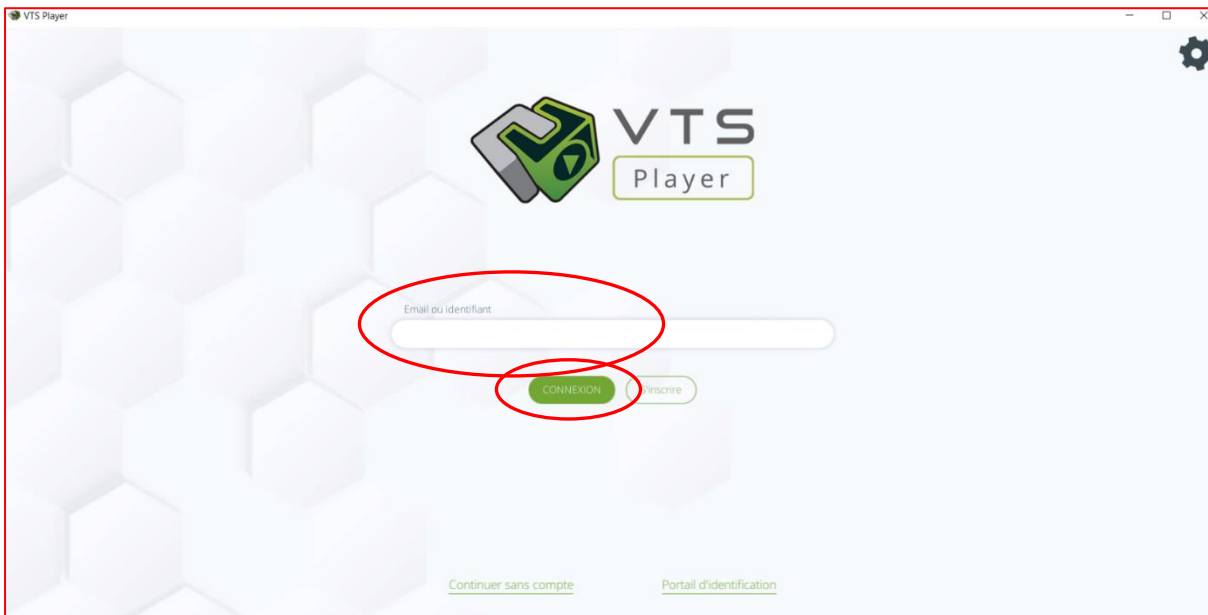 VTS Player
VTS
Player
Email ou identifiant
CONNEXION
S'inscrire
Continuer sans compte
Portail d'identification